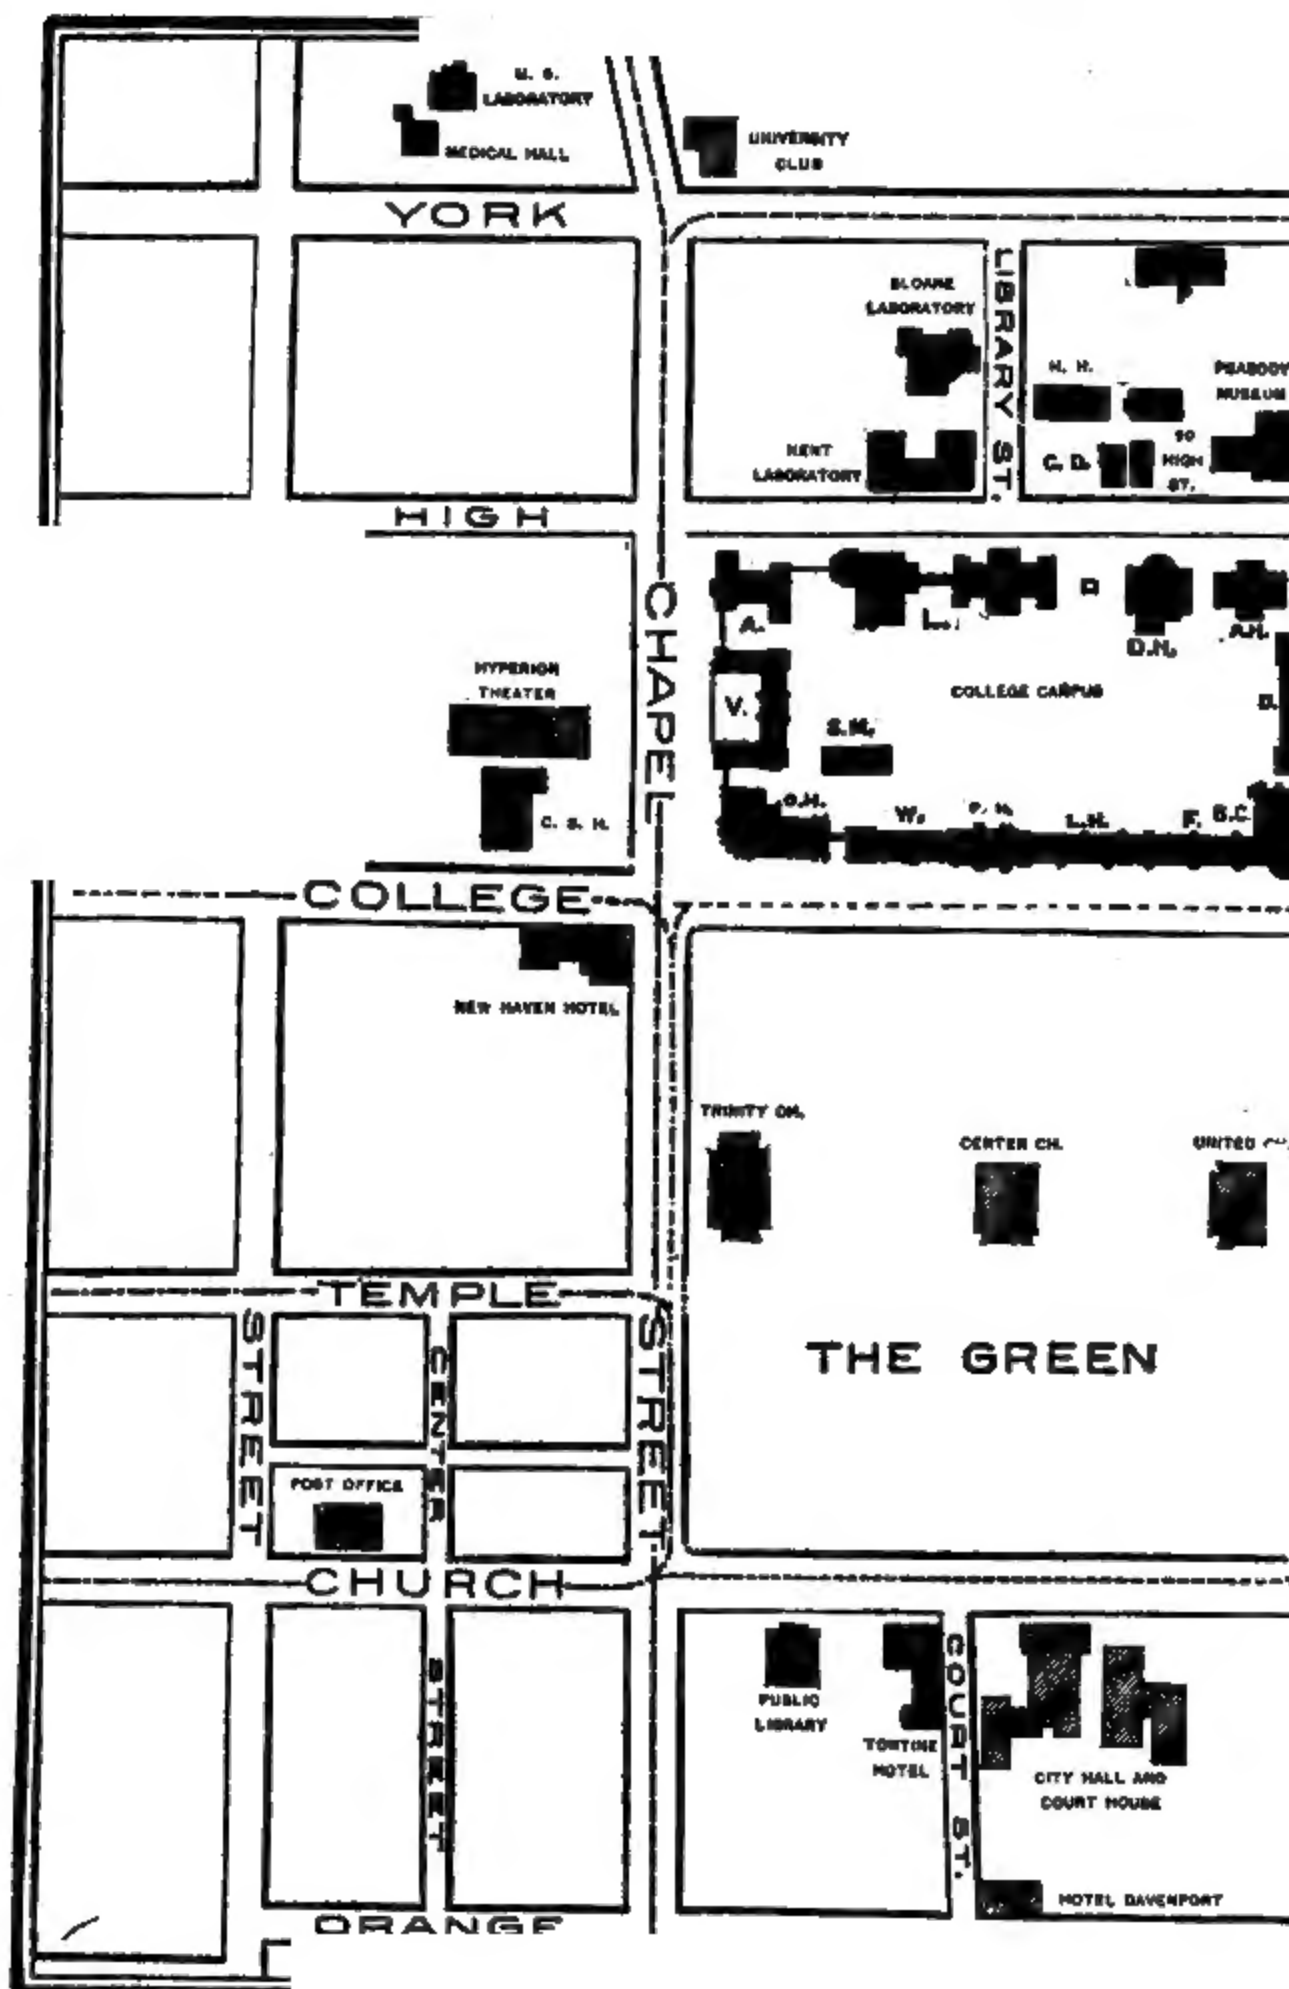 M. S.
LABORATORY
MEDICAL HALL
UNIVERSITY
CLUB
YORK
LIBRARY ST.
SLOANE
LABORATORY
H. H.
PEABODY
MUSEUM
KENT
LABORATORY
C. D.
90
HIGH
ST.
HIGH
CHAPEL
A.
L.
D.H.
A.H.
HYPERION
THEATER
COLLEGE CAMPUS
V.
D.
S.M.
O.H.
C. S. H.
W.
P. H.
L.H.
F.
B.C.
COLLEGE
NEW HAVEN HOTEL
TRINITY CH.
CENTER CH.
UNITED CH.
TEMPLE
STREET
CENTER
STREET
THE GREEN
POST OFFICE
CHURCH
STREET
COURT ST.
PUBLIC
LIBRARY
TONTINE
HOTEL
CITY HALL AND
COURT HOUSE
HOTEL DAVENPORT
ORANGE